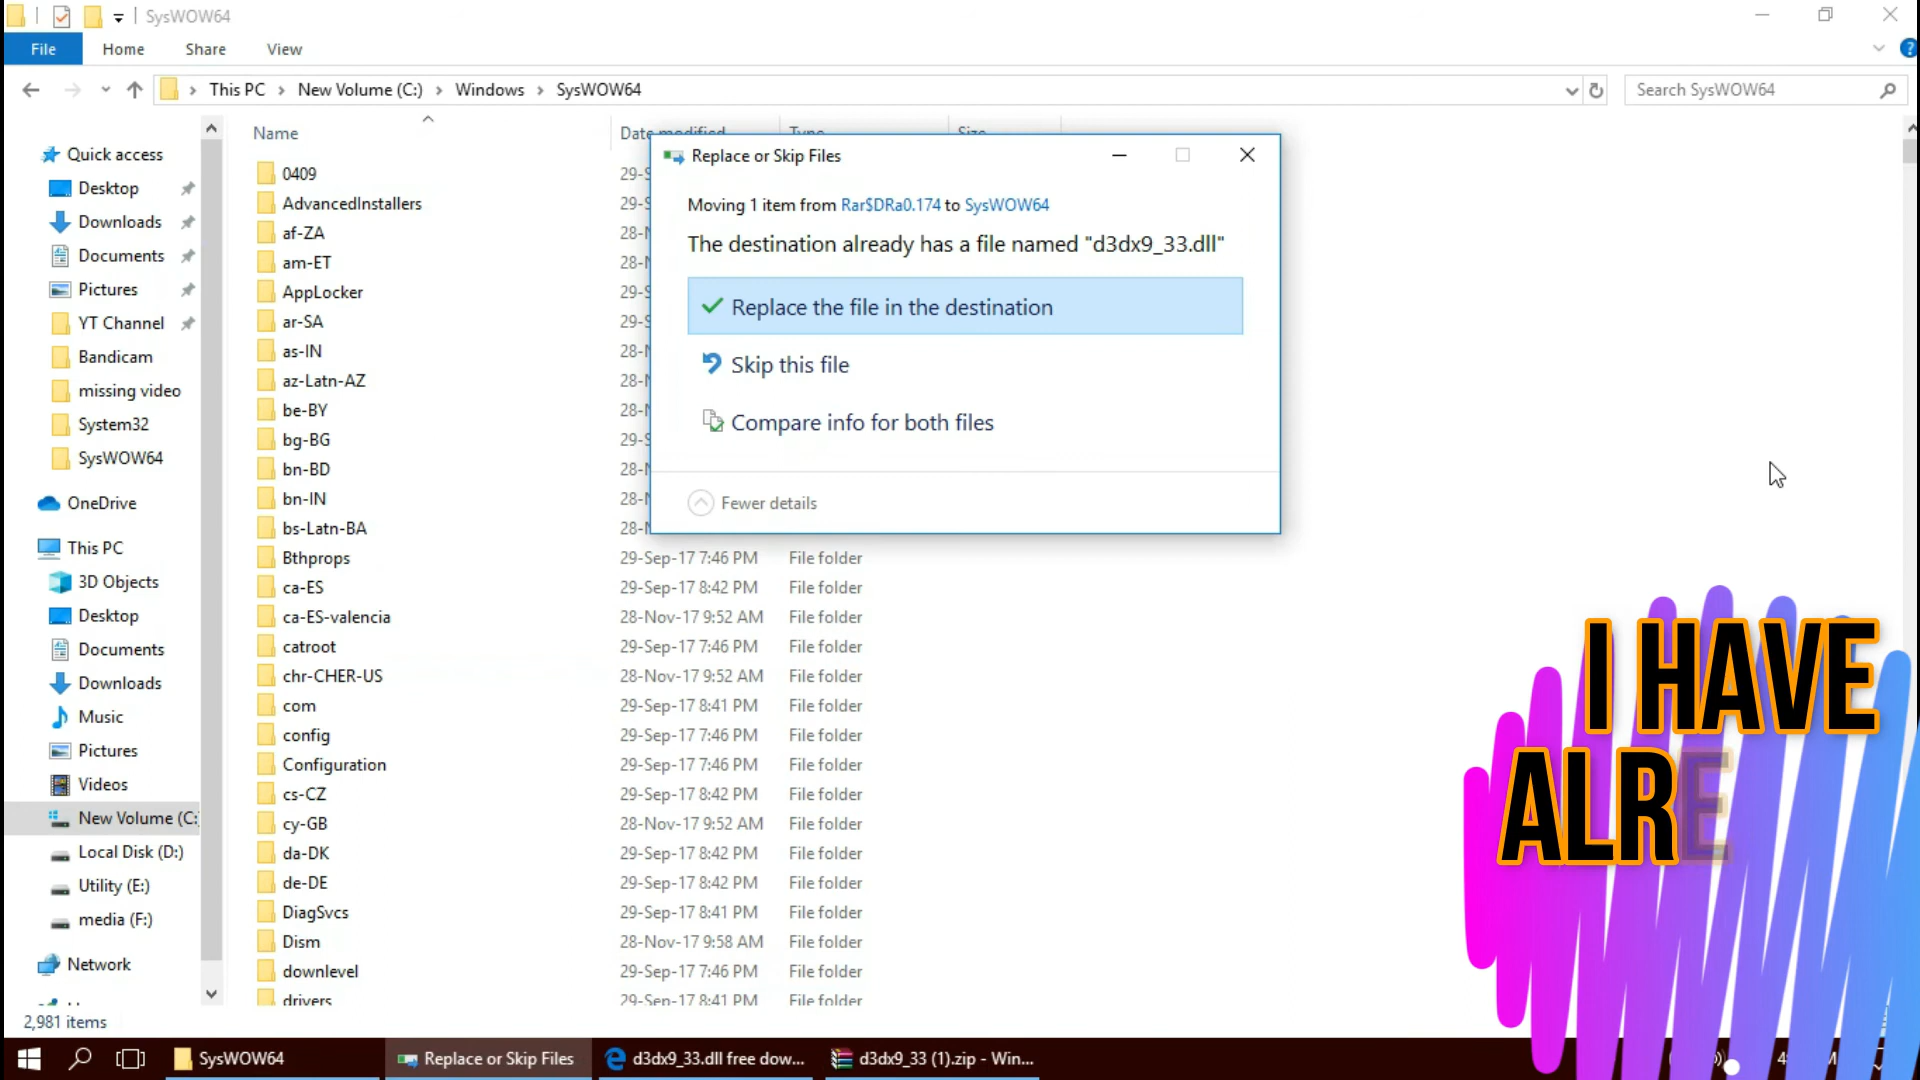 SysWOW64
File Home Share View
This PC New Volume (C:) Windows SysWOW64
Search SysWOW64
Quick access
Desktop
Downloads
Documents
Pictures
YT Channel
Bandicam
missing video
System32
SysWOW64
OneDrive
This PC
3D Objects
Desktop
Documents
Downloads
Music
Pictures
Videos
New Volume (C:
Local Disk (D:)
Utility (E:)
media (F:)
Network
Name Date modified Type Size
0409
AdvancedInstallers
af-ZA
am-ET
AppLocker
ar-SA
as-IN
az-Latn-AZ
be-BY
bg-BG
bn-BD
bn-IN
bs-Latn-BA
Bthprops 29-Sep-17 7:46 PM File folder
ca-ES 29-Sep-17 8:42 PM File folder
ca-ES-valencia 28-Nov-17 9:52 AM File folder
catroot 29-Sep-17 7:46 PM File folder
chr-CHER-US 28-Nov-17 9:52 AM File folder
com 29-Sep-17 8:41 PM File folder
config 29-Sep-17 7:46 PM File folder
Configuration 29-Sep-17 7:46 PM File folder
cs-CZ 29-Sep-17 8:42 PM File folder
cy-GB 28-Nov-17 9:52 AM File folder
da-DK 29-Sep-17 8:42 PM File folder
de-DE 29-Sep-17 8:42 PM File folder
DiagSvcs 29-Sep-17 8:41 PM File folder
Dism 28-Nov-17 9:58 AM File folder
downlevel 29-Sep-17 7:46 PM File folder
drivers 29-Sep-17 8:41 PM File folder
Replace or Skip Files
Moving 1 item from Rar$DRa0.174 to SysWOW64
The destination already has a file named "d3dx9_33.dll"
Replace the file in the destination
Skip this file
Compare info for both files
Fewer details
I HAVE
ALRE
2,981 items
SysWOW64
Replace or Skip Files
d3dx9_33.dll free dow...
d3dx9_33 (1).zip - Win...